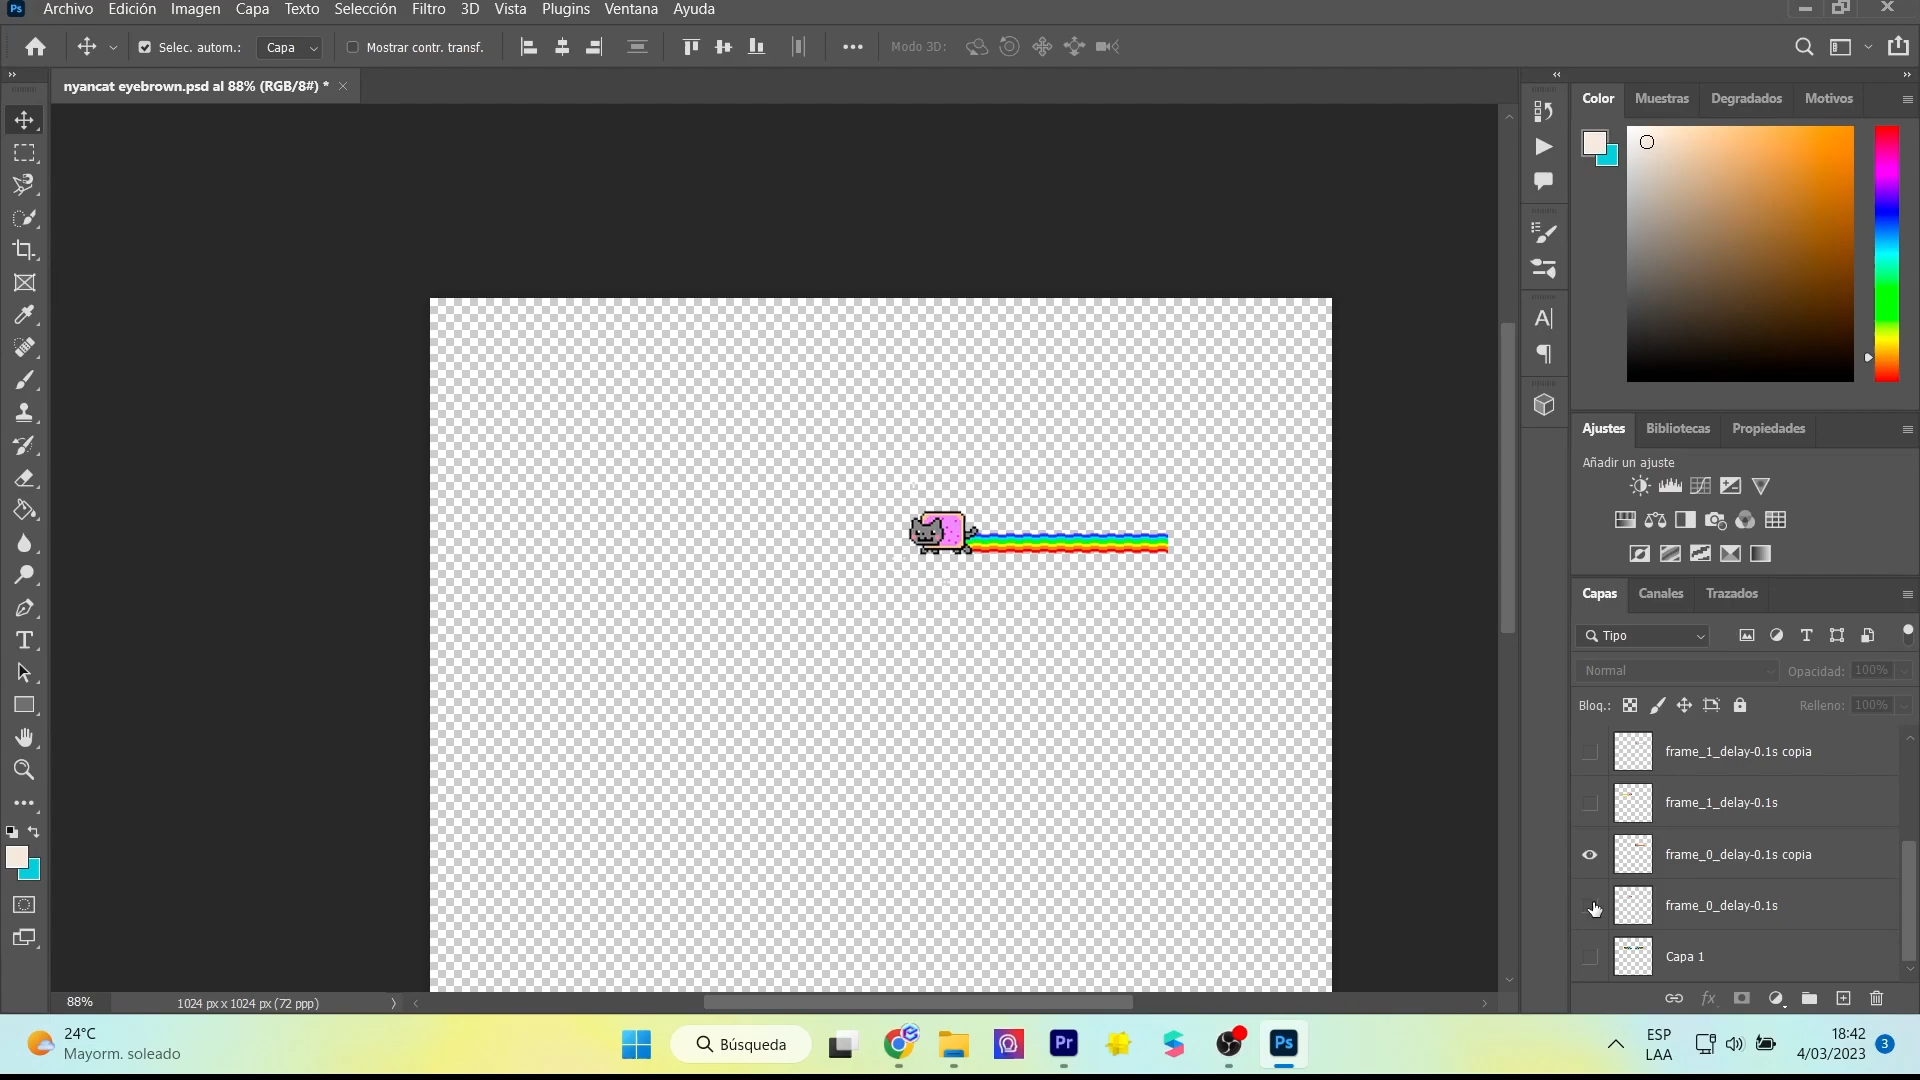 Ps Archivo Edición Imagen Capa Texto Selección Filtro 3D Vista Plugins Ventana Ayuda
Selec. autom.: Capa Mostrar contr. transf. Modo 3D:
nyancat eyebrown.psd al 88% (RGB/8#) *
Color Muestras Degradados Motivos
Ajustes Bibliotecas Propiedades
Añadir un ajuste
Capas Canales Trazados
Tipo
Normal Opacidad: 100%
Bloq.: Relleno: 100%
frame_1_delay-0.1s copia
frame_1_delay-0.1s
frame_0_delay-0.1s copia
frame_0_delay-0.1s
Capa 1
88% 1024 px x 1024 px (72 ppp)
24°C
Mayorm. soleado
Búsqueda
Pr
Ps
ESP
LAA
18:42
4/03/2023
3